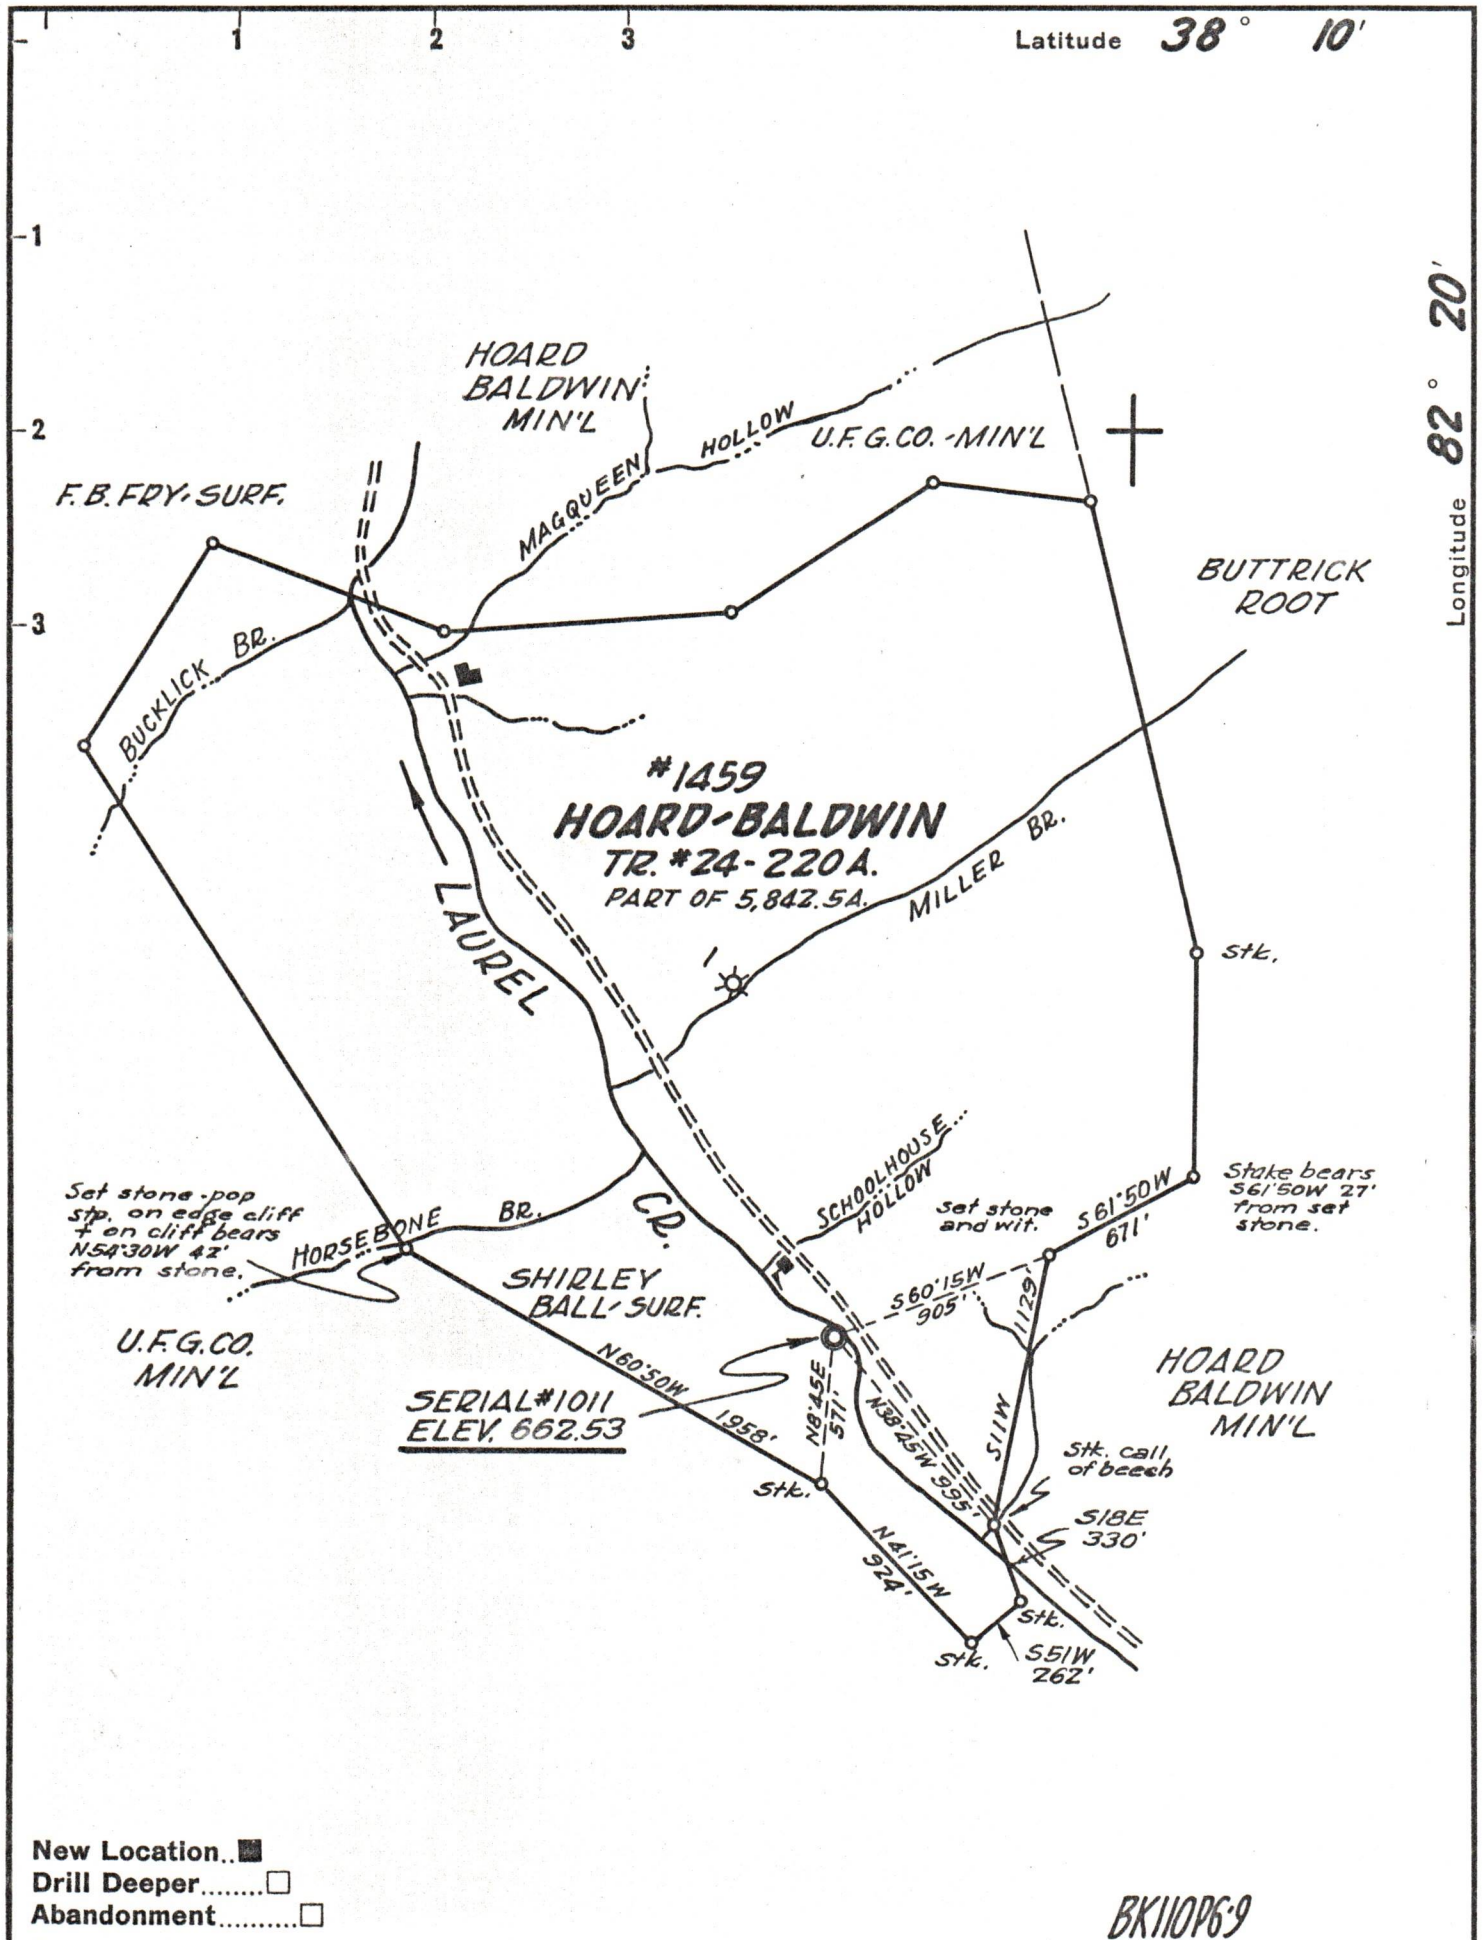 1 2 3
Latitude 38° 10'
1
2
3
Longitude 82° 20'
HOARD
BALDWIN
MIN'L
MAGQUEEN HOLLOW
U.F.G.CO.-MIN'L
F.B.FRY-SURF.
BUTTRICK
ROOT
BUCKLICK BR.
#1459
HOARD-BALDWIN
TR.#24-220A.
PART OF 5,842.5A.
MILLER BR.
LAUREL CR.
1
Stk.
SCHOOLHOUSE
HOLLOW
Set stone
and wit.
S61°50W
671'
Stake bears
S61°50W 27'
from set
stone.
Set stone-pop
stp. on edge cliff
+ on cliff bears
N54°30W 42'
from stone.
HORSEBONE BR.
SHIRLEY
BALL-SURF.
S60°15W
905'
1129'
S11W
U.F.G.CO.
MIN'L
N60°50W 1958'
SERIAL#1011
ELEV. 662.53
N8°45E
571'
N38°45W 995'
HOARD
BALDWIN
MIN'L
Stk. call
of beech
Stk.
S18E
330'
N41°15W
924'
Stk.
Stk.
S51W
262'
New Location..■
Drill Deeper........□
Abandonment..........□
BK110P6·9